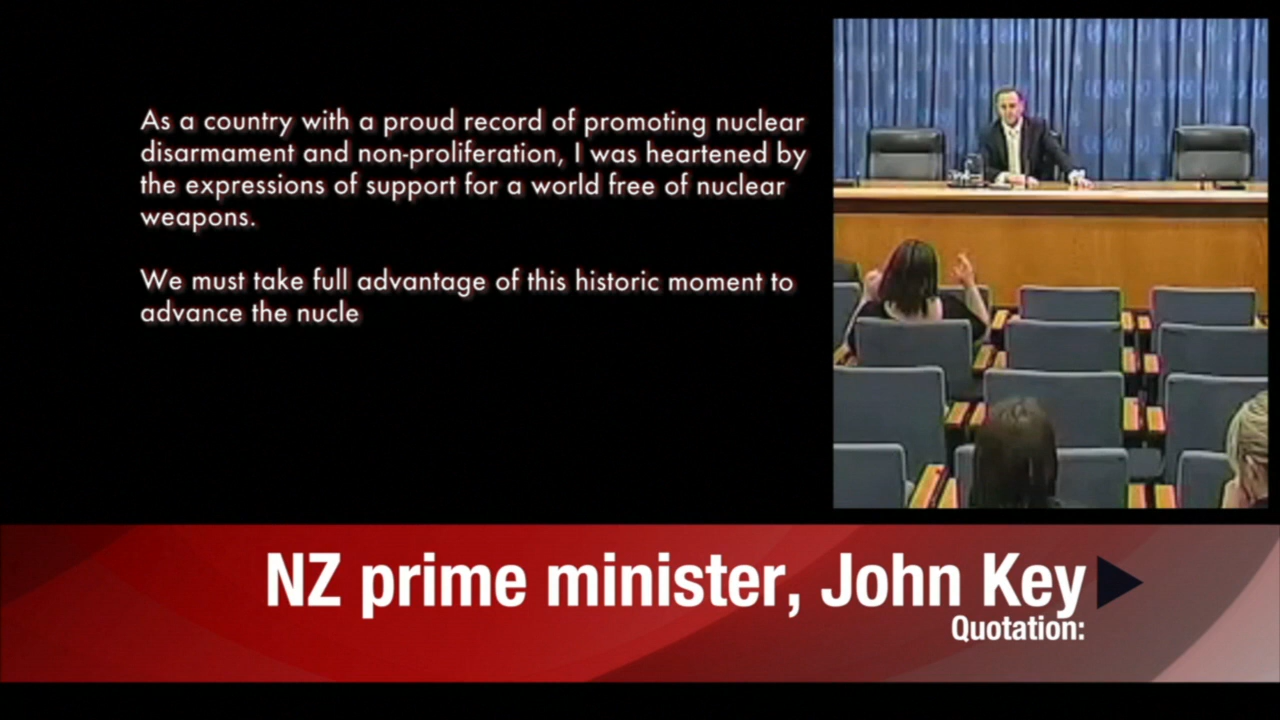 As a country with a proud record of promoting nuclear
disarmament and non-proliferation, I was heartened by
the expressions of support for a world free of nuclear
weapons.
We must take full advantage of this historic moment to
advance the nucle
NZ prime minister, John Key
Quotation: